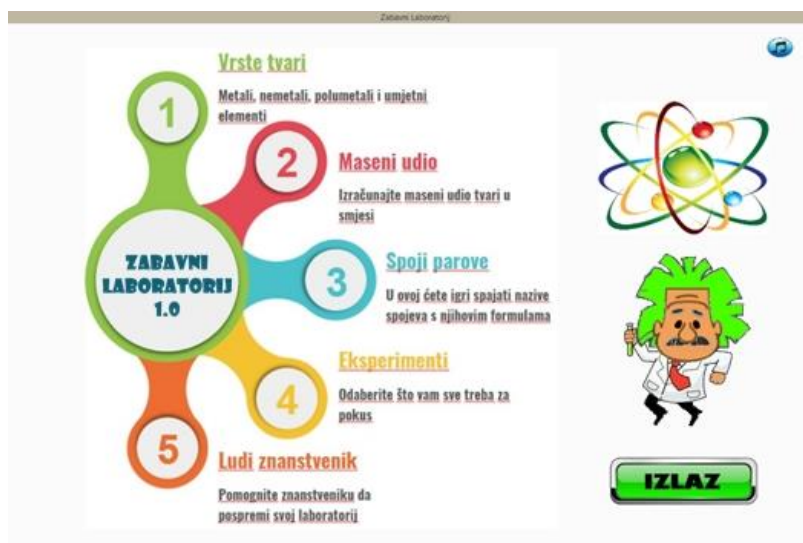 Zabavni Laboratorij
Vrste tvari
1
Metali, nemetali, polumetali i umjetni
elementi
2
Maseni udio
Izračunajte maseni udio tvari u
smjesi
ZABAVNI
LABORATORIJ
1.0
3
Spoji parove
U ovoj ćete igri spajati nazive
spojeva s njihovim formulama
4
Eksperimenti
Odaberite što vam sve treba za
pokus
5
Ludi znanstvenik
Pomognite znanstveniku da
pospremi svoj laboratorij
IZLAZ